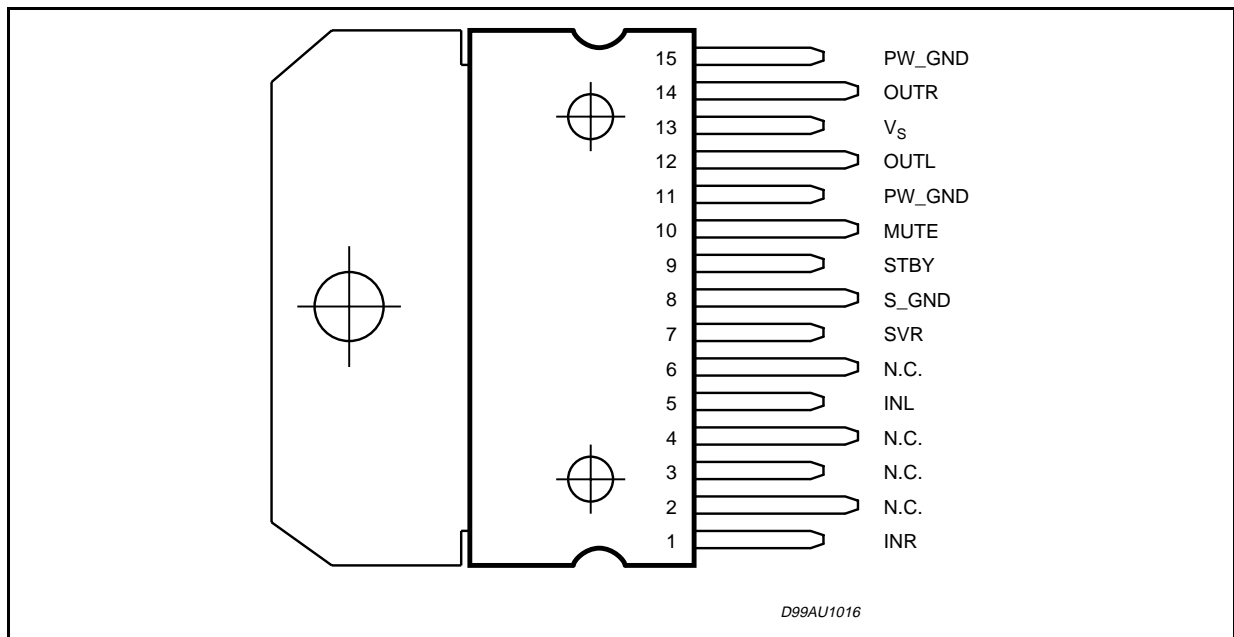 15 PW_GND
14 OUTR
13 VS
12 OUTL
11 PW_GND
10 MUTE
9 STBY
8 S_GND
7 SVR
6 N.C.
5 INL
4 N.C.
3 N.C.
2 N.C.
1 INR
D99AU1016